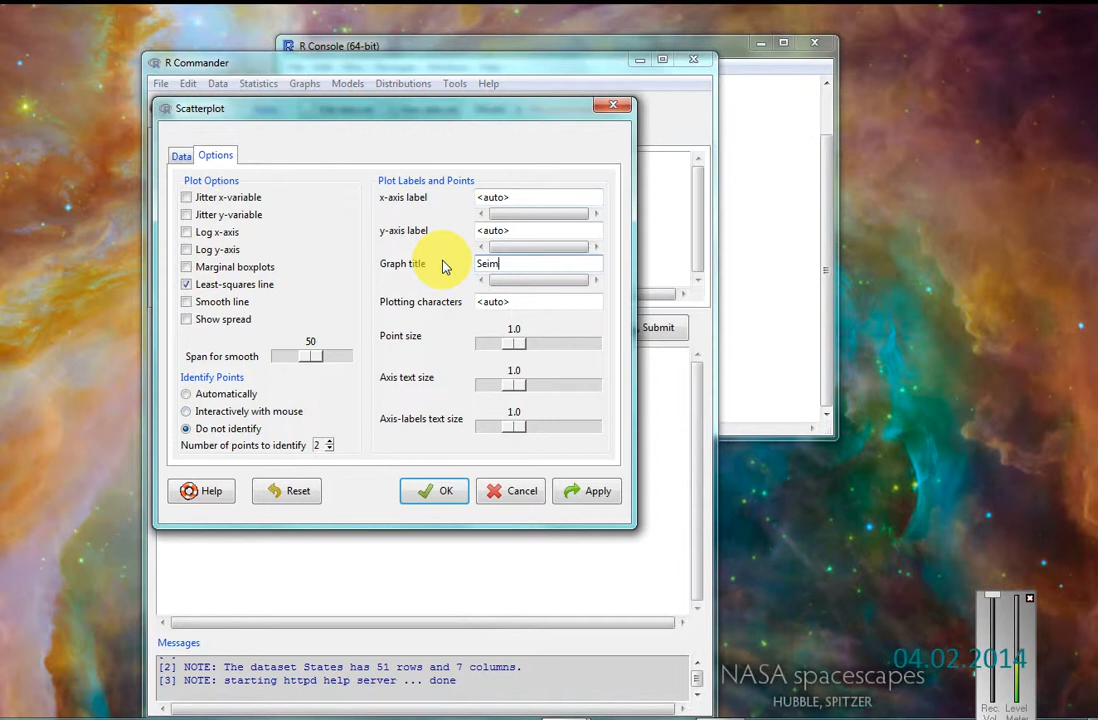 R Console (64-bit)
R Commander
File Edit Data Statistics Graphs Models Distributions Tools Help
Scatterplot
Data Options
Plot Options
Jitter x-variable
Jitter y-variable
Log x-axis
Log y-axis
Marginal boxplots
Least-squares line
Smooth line
Show spread
50
Span for smooth
Identify Points
Automatically
Interactively with mouse
Do not identify
Number of points to identify 2
Plot Labels and Points
x-axis label <auto>
y-axis label <auto>
Graph title Seim
Plotting characters <auto>
1.0
Point size
1.0
Axis text size
1.0
Axis-labels text size
Help Reset OK Cancel Apply
Submit
Messages
[2] NOTE: The dataset States has 51 rows and 7 columns.
[3] NOTE: starting httpd help server ... done
04.02.2014
NASA spacescapes
HUBBLE, SPITZER
Rec. Level
Vol